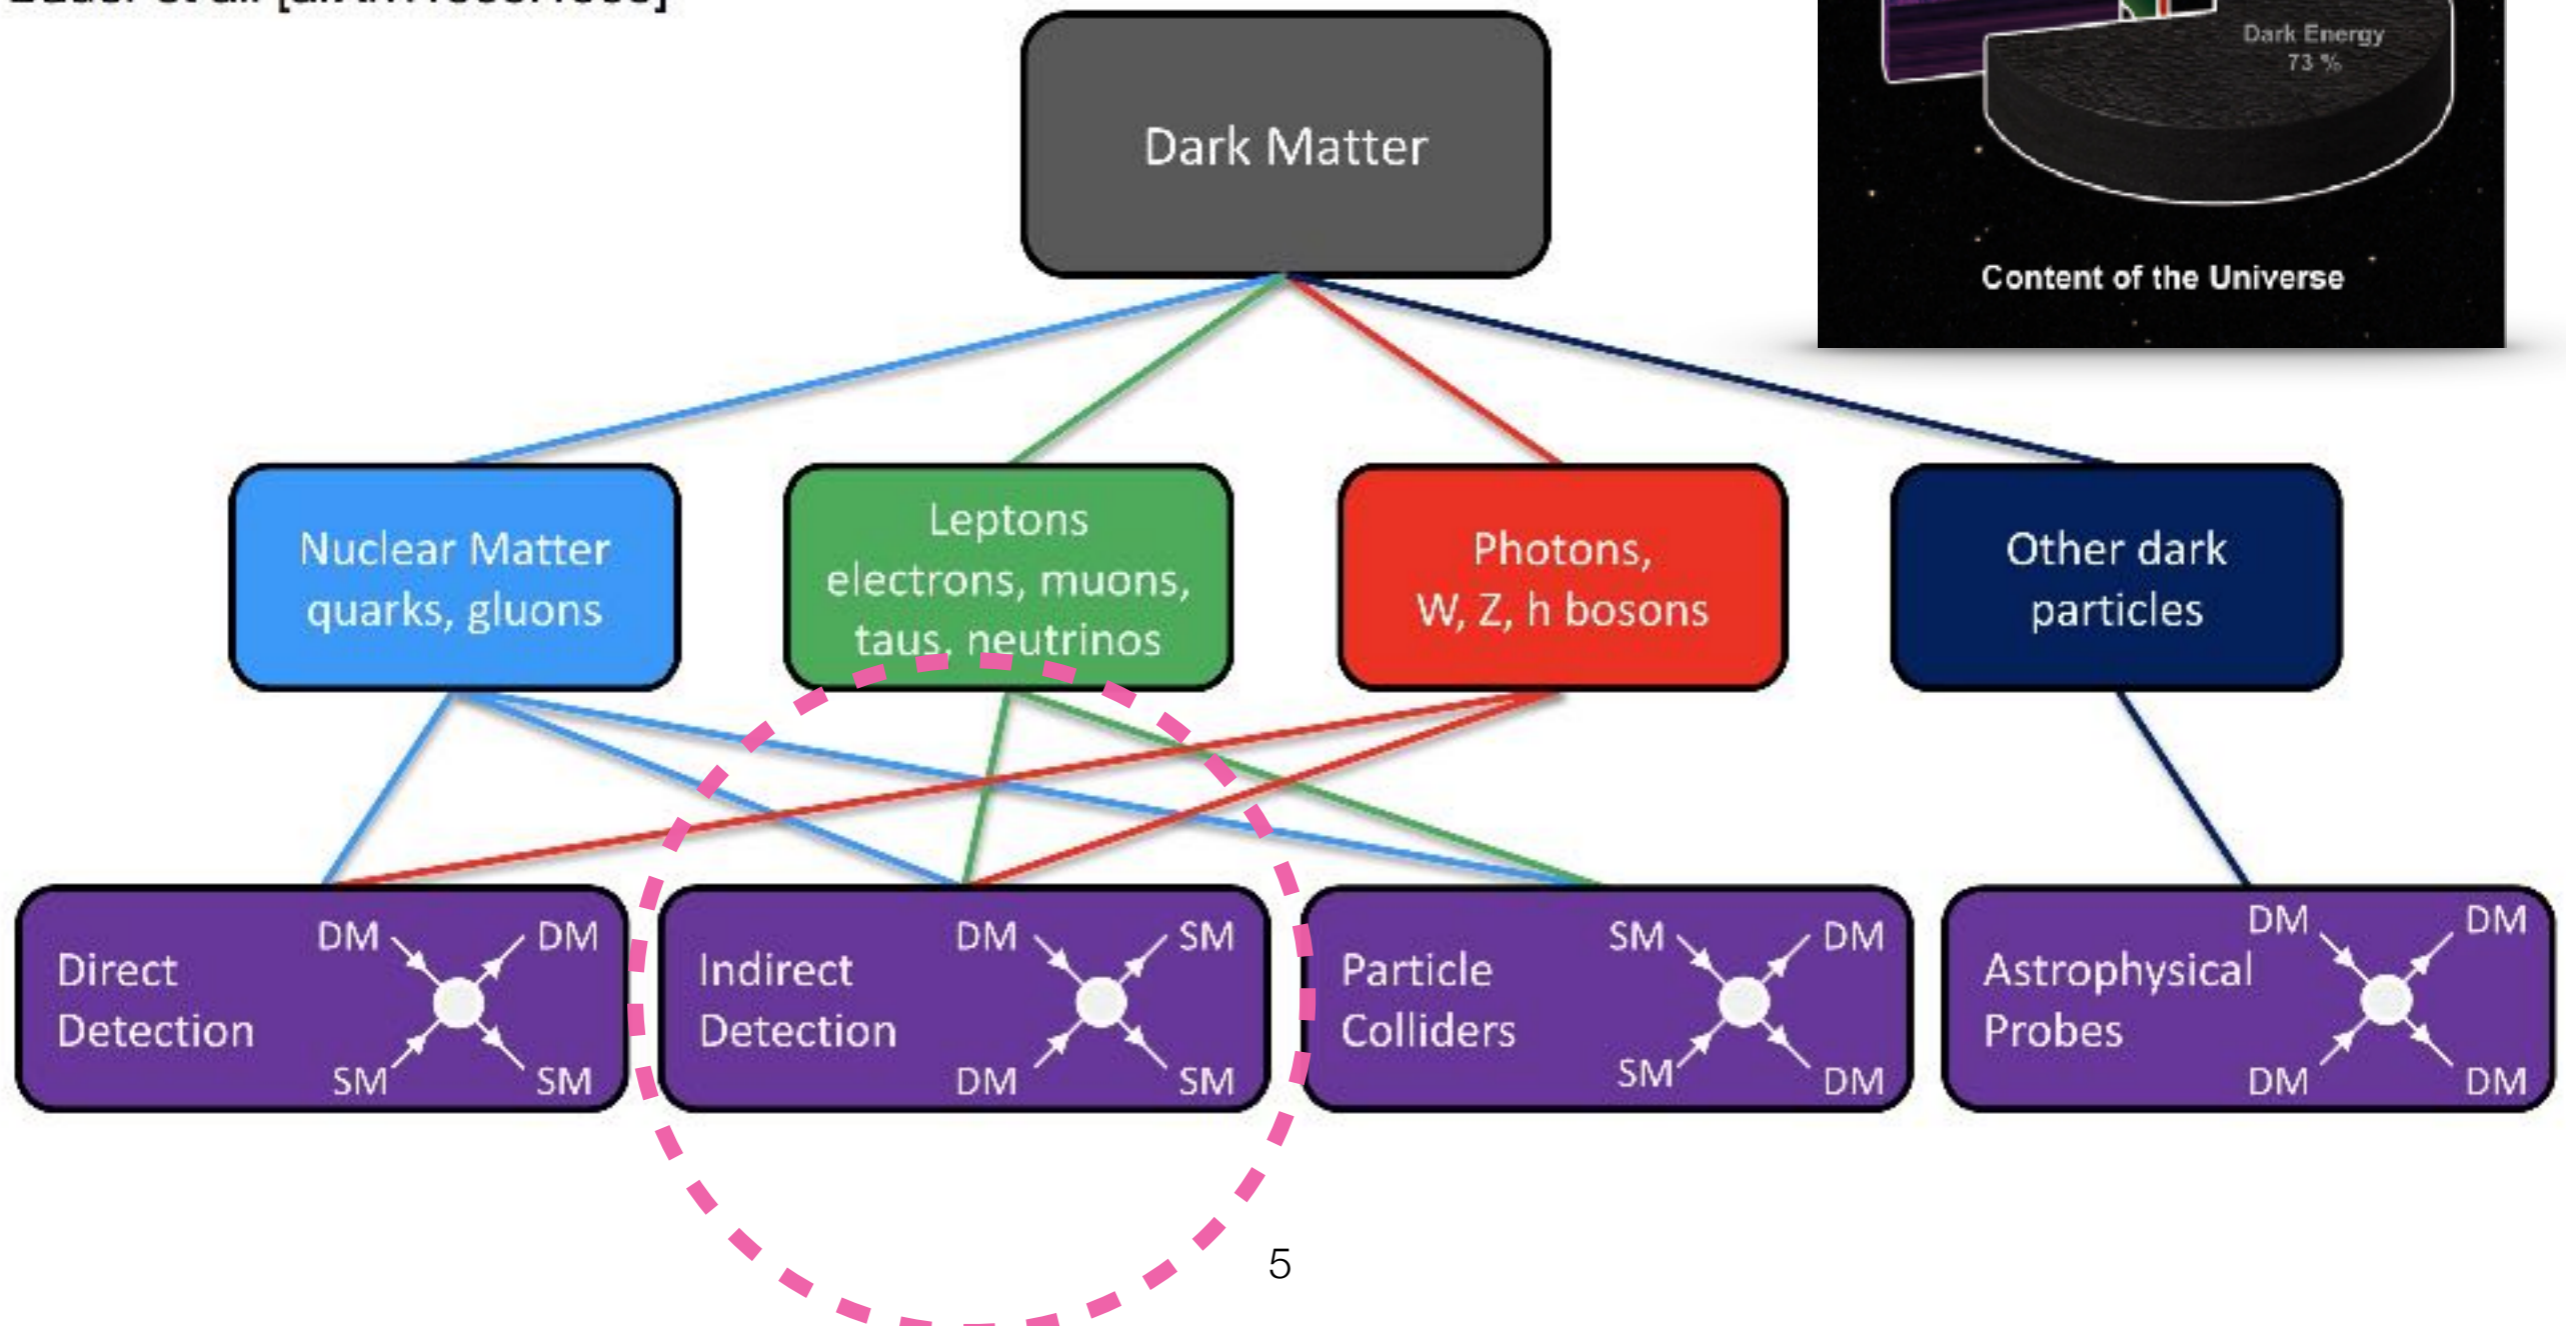 Dark Energy
73 %
Content of the Universe
Dark Matter
Nuclear Matter
quarks, gluons
Leptons
electrons, muons,
taus, neutrinos
Photons,
W, Z, h bosons
Other dark
particles
Direct
Detection
DM
DM
SM
SM
Indirect
Detection
DM
SM
DM
SM
Particle
Colliders
SM
DM
SM
DM
Astrophysical
Probes
DM
DM
DM
DM
5